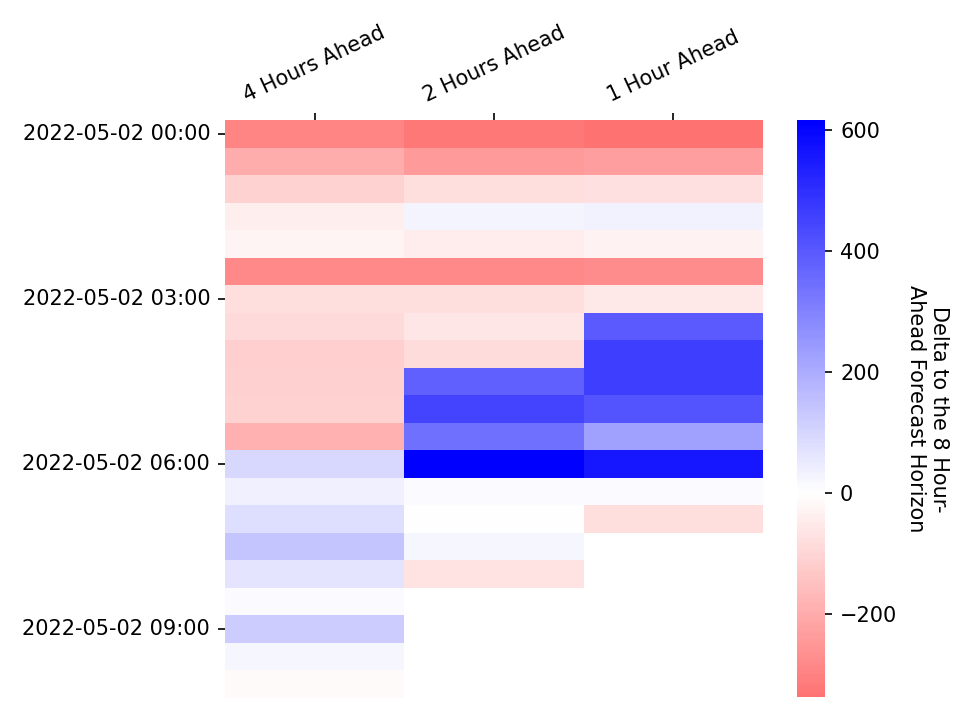 4 Hours Ahead
2 Hours Ahead
1 Hour Ahead
2022-05-02 00:00
2022-05-02 03:00
2022-05-02 06:00
2022-05-02 09:00
600
400
200
0
−200
Delta to the 8 Hour-
Ahead Forecast Horizon